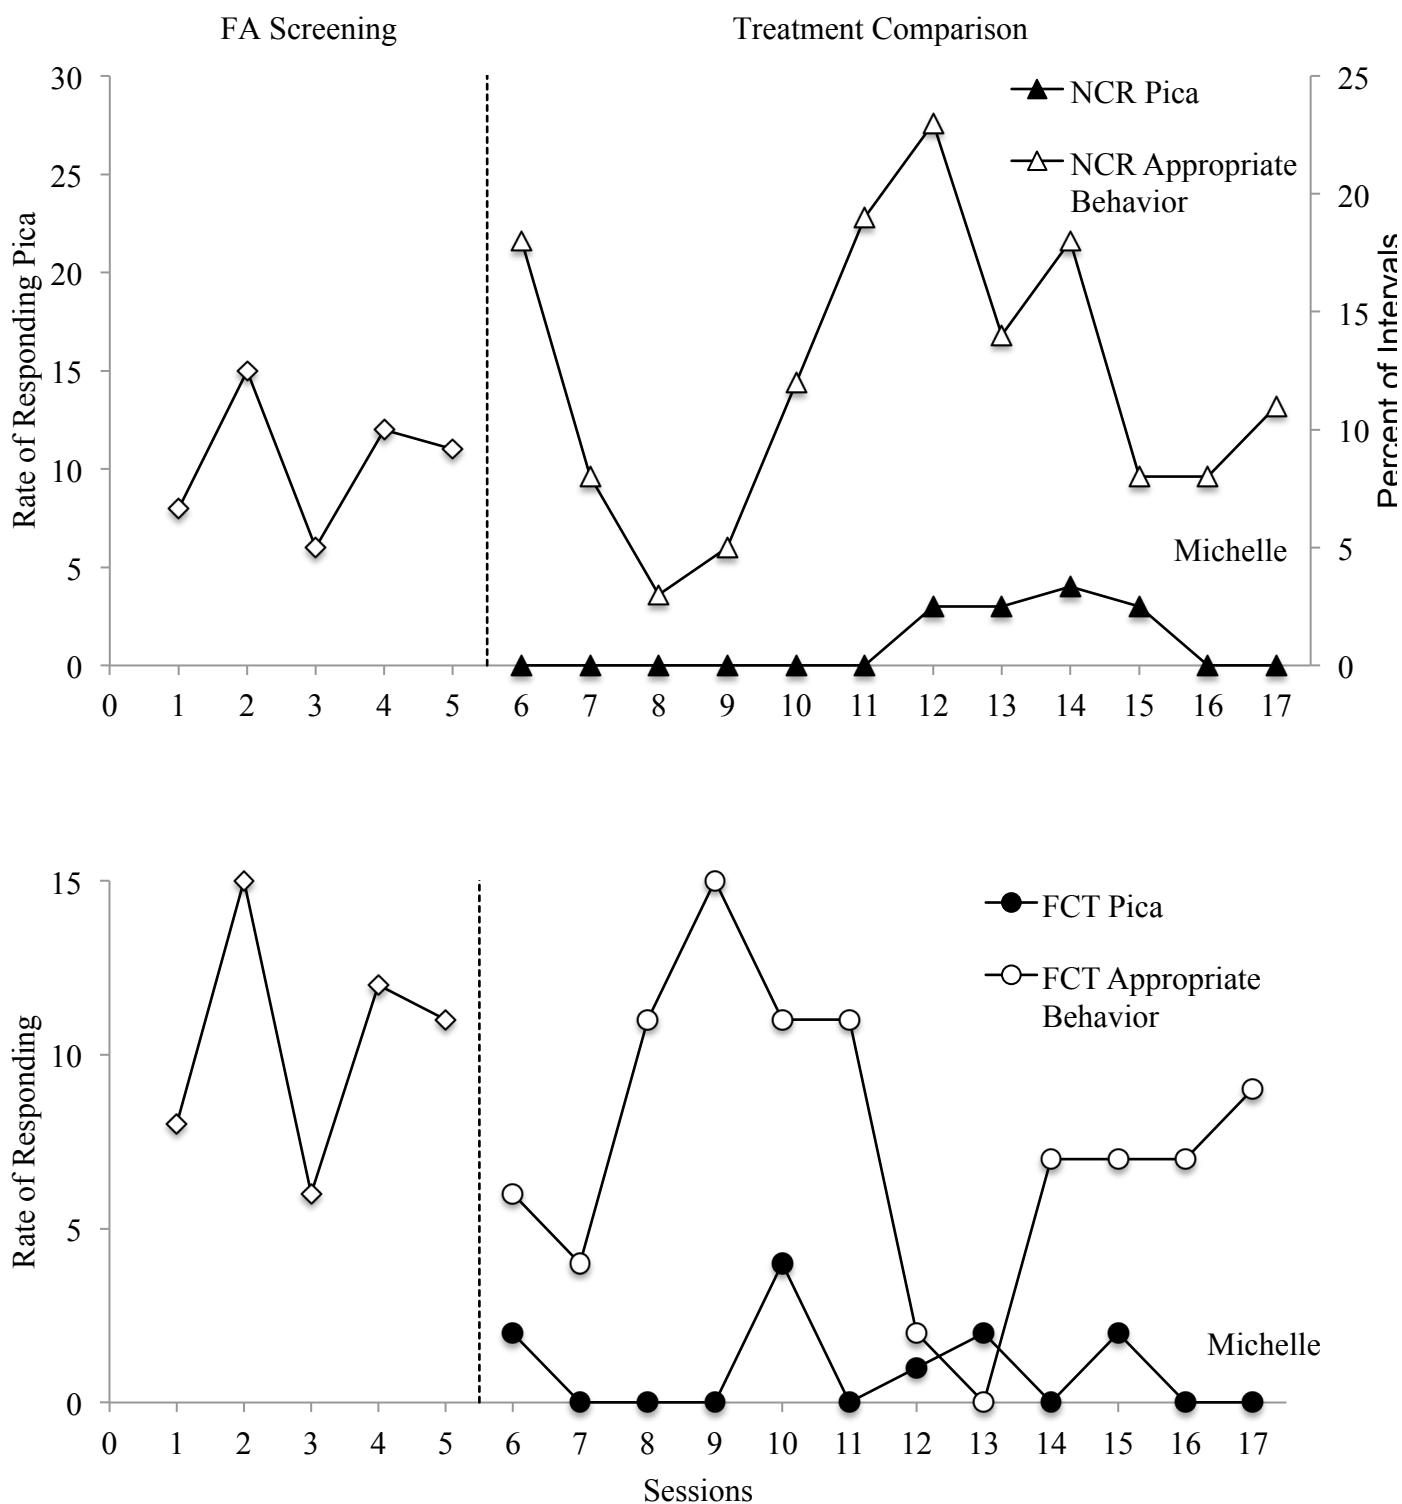 FA Screening Treatment Comparison
30
25
20
15
10
5
0
Rate of Responding Pica
NCR Pica
NCR Appropriate
Behavior
Michelle
25
20
15
10
5
0
Percent of Intervals
0 1 2 3 4 5 6 7 8 9 10 11 12 13 14 15 16 17
15
10
5
0
Rate of Responding
FCT Pica
FCT Appropriate
Behavior
Michelle
0 1 2 3 4 5 6 7 8 9 10 11 12 13 14 15 16 17
Sessions